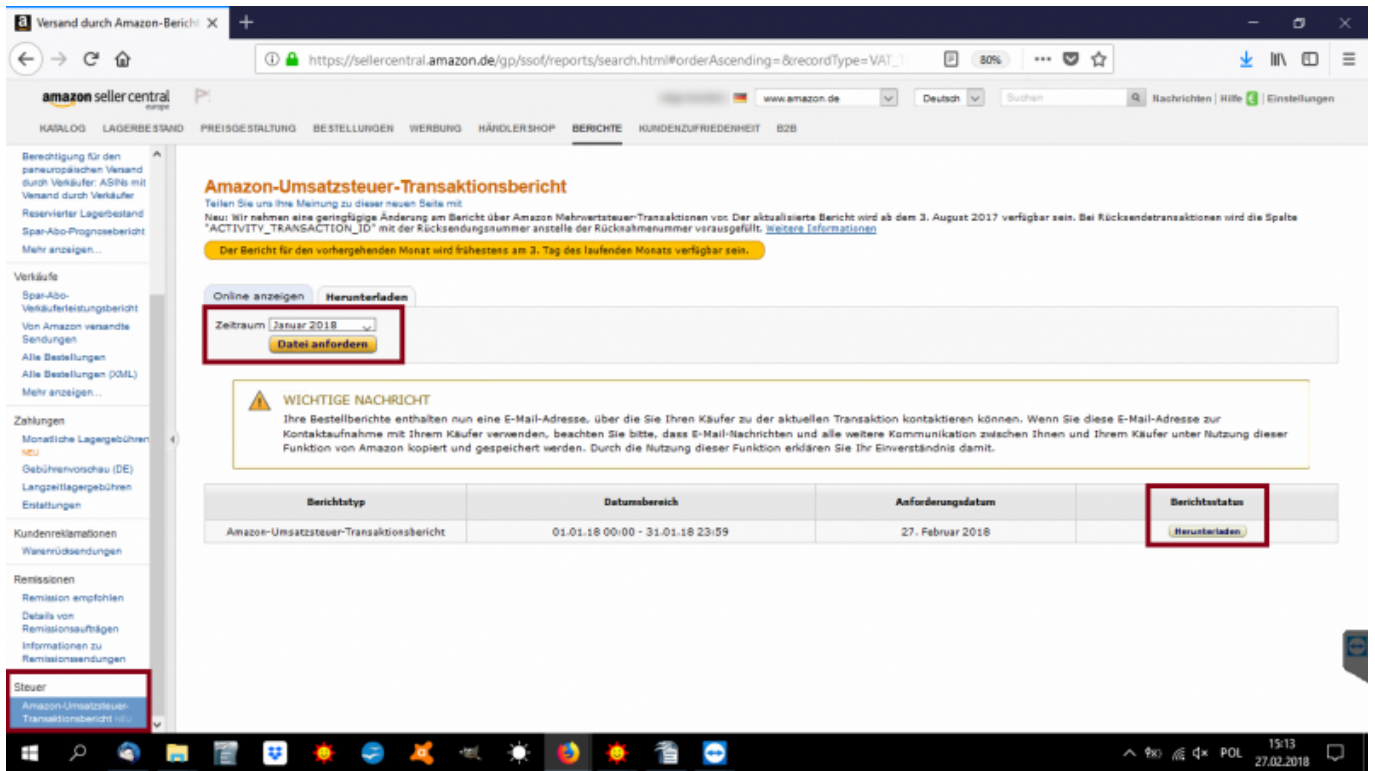 Versand durch Amazon-Berich
https://sellercentral.amazon.de/gp/ssof/reports/search.html#orderAscending=&recordType=VAT_T
80%
amazon seller central
europe
www.amazon.de
Deutsch
Suchen
Nachrichten | Hilfe | Einstellungen
KATALOG LAGERBESTAND PREISGESTALTUNG BESTELLUNGEN WERBUNG HÄNDLERSHOP BERICHTE KUNDENZUFRIEDENHEIT B2B
Berechtigung für den
paneuropäischen Versand
durch Verkäufer: ASINs mit
Versand durch Verkäufer
Reservierter Lagerbestand
Spar-Abo-Prognosebericht
Mehr anzeigen...
Verkäufe
Spar-Abo-
Verkäuferleistungsbericht
Von Amazon versandte
Sendungen
Alle Bestellungen
Alle Bestellungen (XML)
Mehr anzeigen...
Zahlungen
Monatliche Lagergebühren
NEU
Gebührenvorschau (DE)
Langzeitlagergebühren
Erstattungen
Kundenreklamationen
Warenrücksendungen
Remissionen
Remission empfohlen
Details von
Remissionsaufträgen
Informationen zu
Remissionssendungen
Steuer
Amazon-Umsatzsteuer-
Transaktionsbericht NEU
Amazon-Umsatzsteuer-Transaktionsbericht
Teilen Sie uns Ihre Meinung zu dieser neuen Seite mit
Neu: Wir nehmen eine geringfügige Änderung am Bericht über Amazon Mehrwertsteuer-Transaktionen vor. Der aktualisierte Bericht wird ab dem 3. August 2017 verfügbar sein. Bei Rücksendetransaktionen wird die Spalte
"ACTIVITY_TRANSACTION_ID" mit der Rücksendungsnummer anstelle der Rücknahmenummer vorausgefüllt. Weitere Informationen
Der Bericht für den vorhergehenden Monat wird frühestens am 3. Tag des laufenden Monats verfügbar sein.
Online anzeigen Herunterladen
Zeitraum Januar 2018
Datei anfordern
WICHTIGE NACHRICHT
Ihre Bestellberichte enthalten nun eine E-Mail-Adresse, über die Sie Ihren Käufer zu der aktuellen Transaktion kontaktieren können. Wenn Sie diese E-Mail-Adresse zur
Kontaktaufnahme mit Ihrem Käufer verwenden, beachten Sie bitte, dass E-Mail-Nachrichten und alle weitere Kommunikation zwischen Ihnen und Ihrem Käufer unter Nutzung dieser
Funktion von Amazon kopiert und gespeichert werden. Durch die Nutzung dieser Funktion erklären Sie Ihr Einverständnis damit.
Berichtstyp Datumsbereich Anforderungsdatum Berichtsstatus
Amazon-Umsatzsteuer-Transaktionsbericht 01.01.18 00:00 - 31.01.18 23:59 27. Februar 2018 Herunterladen
POL
15:13
27.02.2018